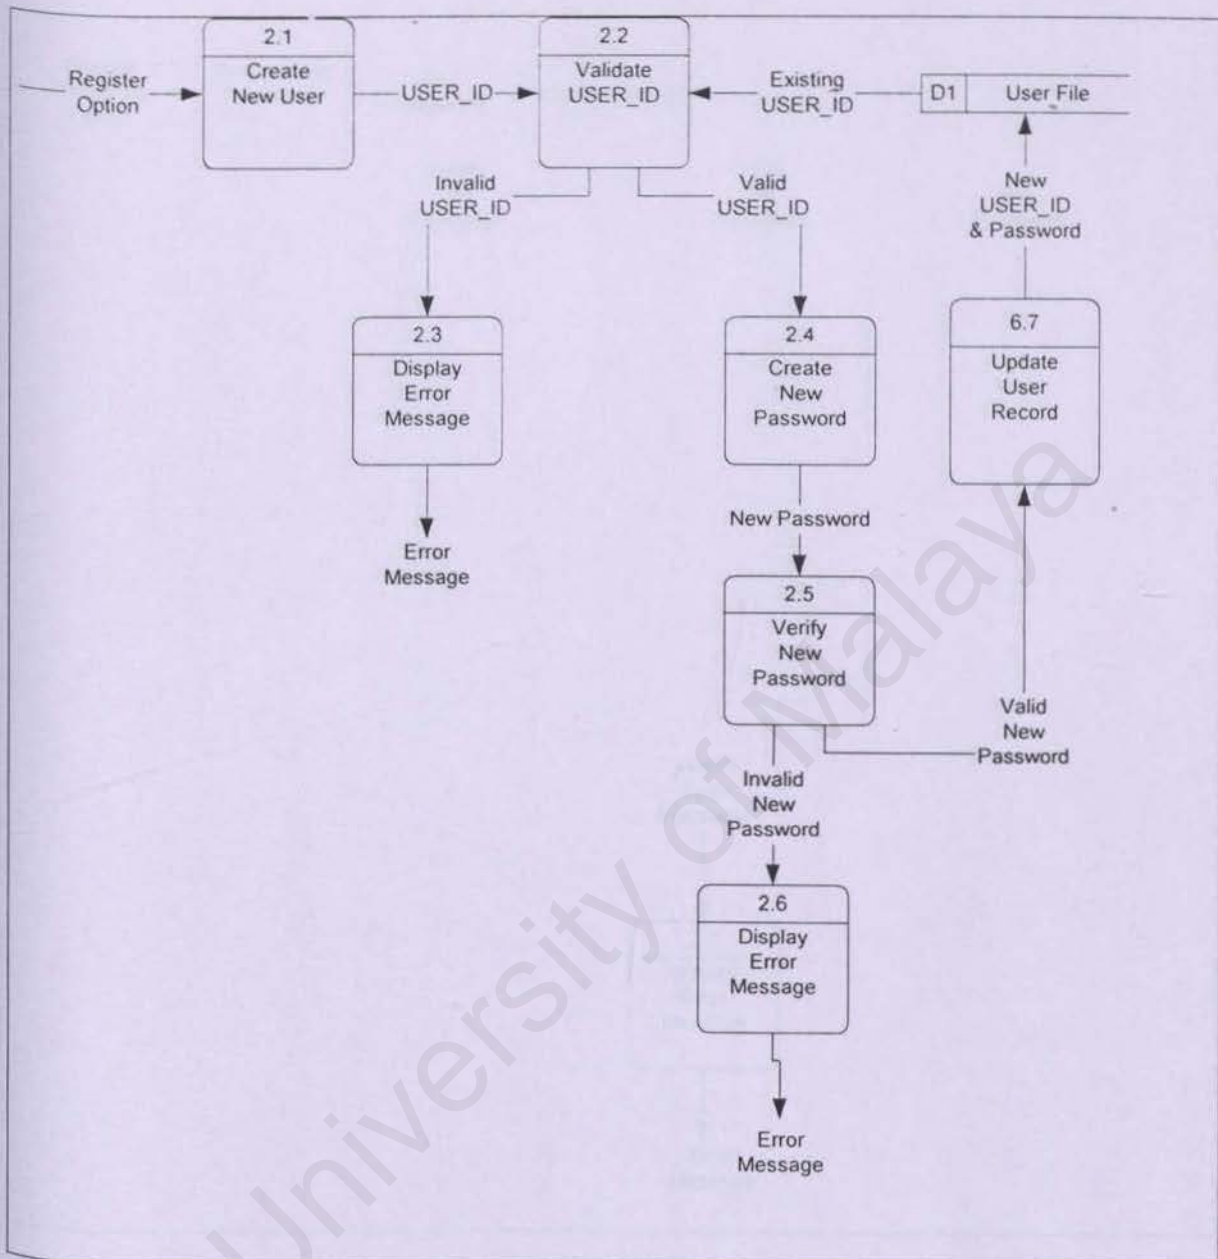 2.1
Create
New User
2.2
Validate
USER_ID
Register
Option
USER_ID
Existing
USER_ID
D1
User File
Invalid
USER_ID
Valid
USER_ID
New
USER_ID
& Password
2.3
Display
Error
Message
2.4
Create
New
Password
6.7
Update
User
Record
Error
Message
New Password
2.5
Verify
New
Password
Valid
New
Password
Invalid
New
Password
2.6
Display
Error
Message
Error
Message
University of Malaya